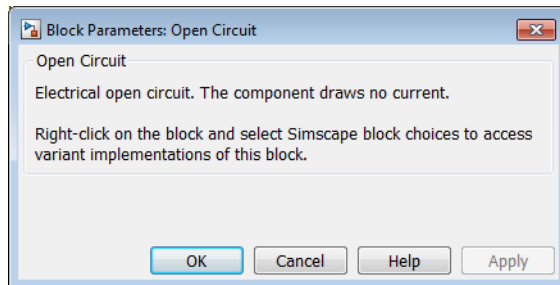 Block Parameters: Open Circuit
Open Circuit
Electrical open circuit. The component draws no current.
Right-click on the block and select Simscape block choices to access
variant implementations of this block.
OK Cancel Help Apply